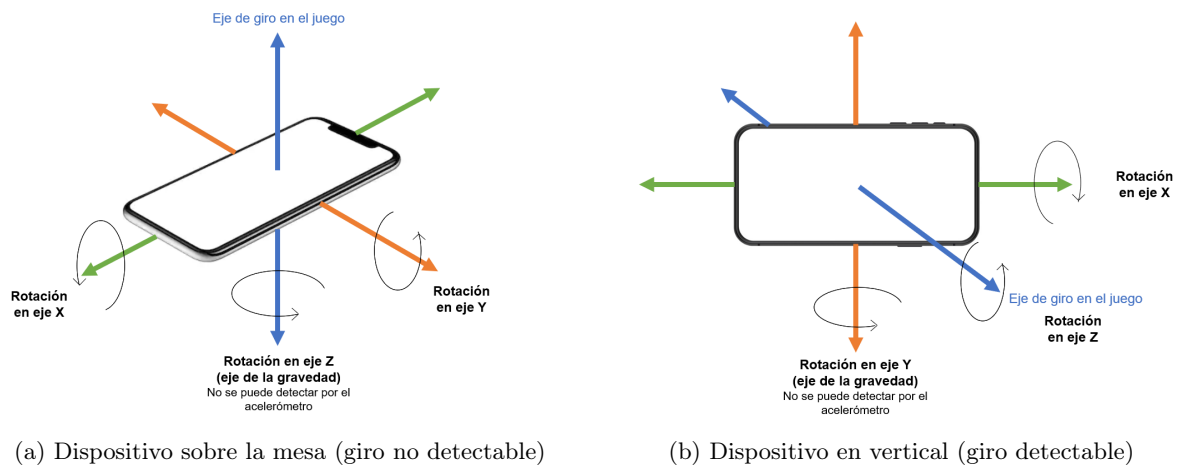 Eje de giro en el juego
Rotación
en eje X
Rotación
en eje Y
Rotación en eje Z
(eje de la gravedad)
No se puede detectar por el
acelerómetro
(a) Dispositivo sobre la mesa (giro no detectable)
Rotación
en eje X
Eje de giro en el juego
Rotación
en eje Z
Rotación en eje Y
(eje de la gravedad)
No se puede detectar por el
acelerómetro
(b) Dispositivo en vertical (giro detectable)